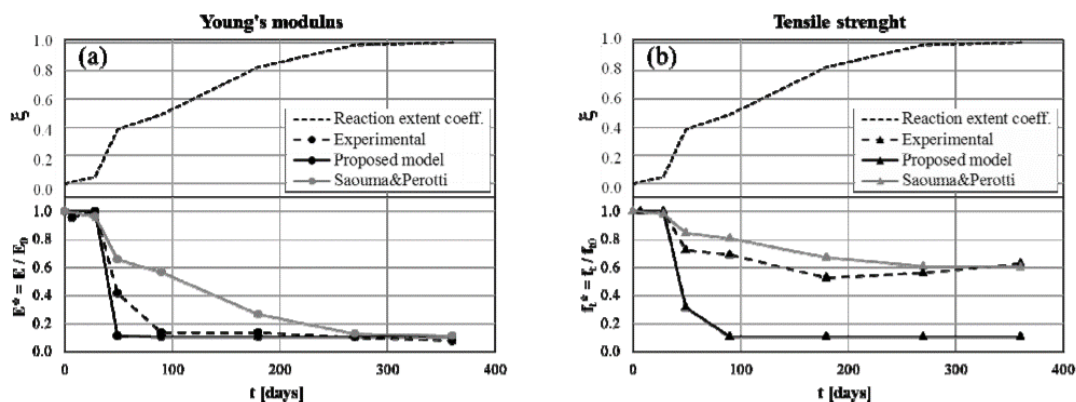 Young's modulus
(a)
ξ
1.0
0.8
0.6
0.4
0.2
0.0
Reaction extent coeff.
Experimental
Proposed model
Saouma&Perotti
E* = E / E₀
1.0
0.8
0.6
0.4
0.2
0.0
0 100 200 300 400
t [days]
Tensile strenght
(b)
ξ
1.0
0.8
0.6
0.4
0.2
0.0
Reaction extent coeff.
Experimental
Proposed model
Saouma&Perotti
fₜ* = fₜ / fₜ₀
1.0
0.8
0.6
0.4
0.2
0.0
0 100 200 300 400
t [days]